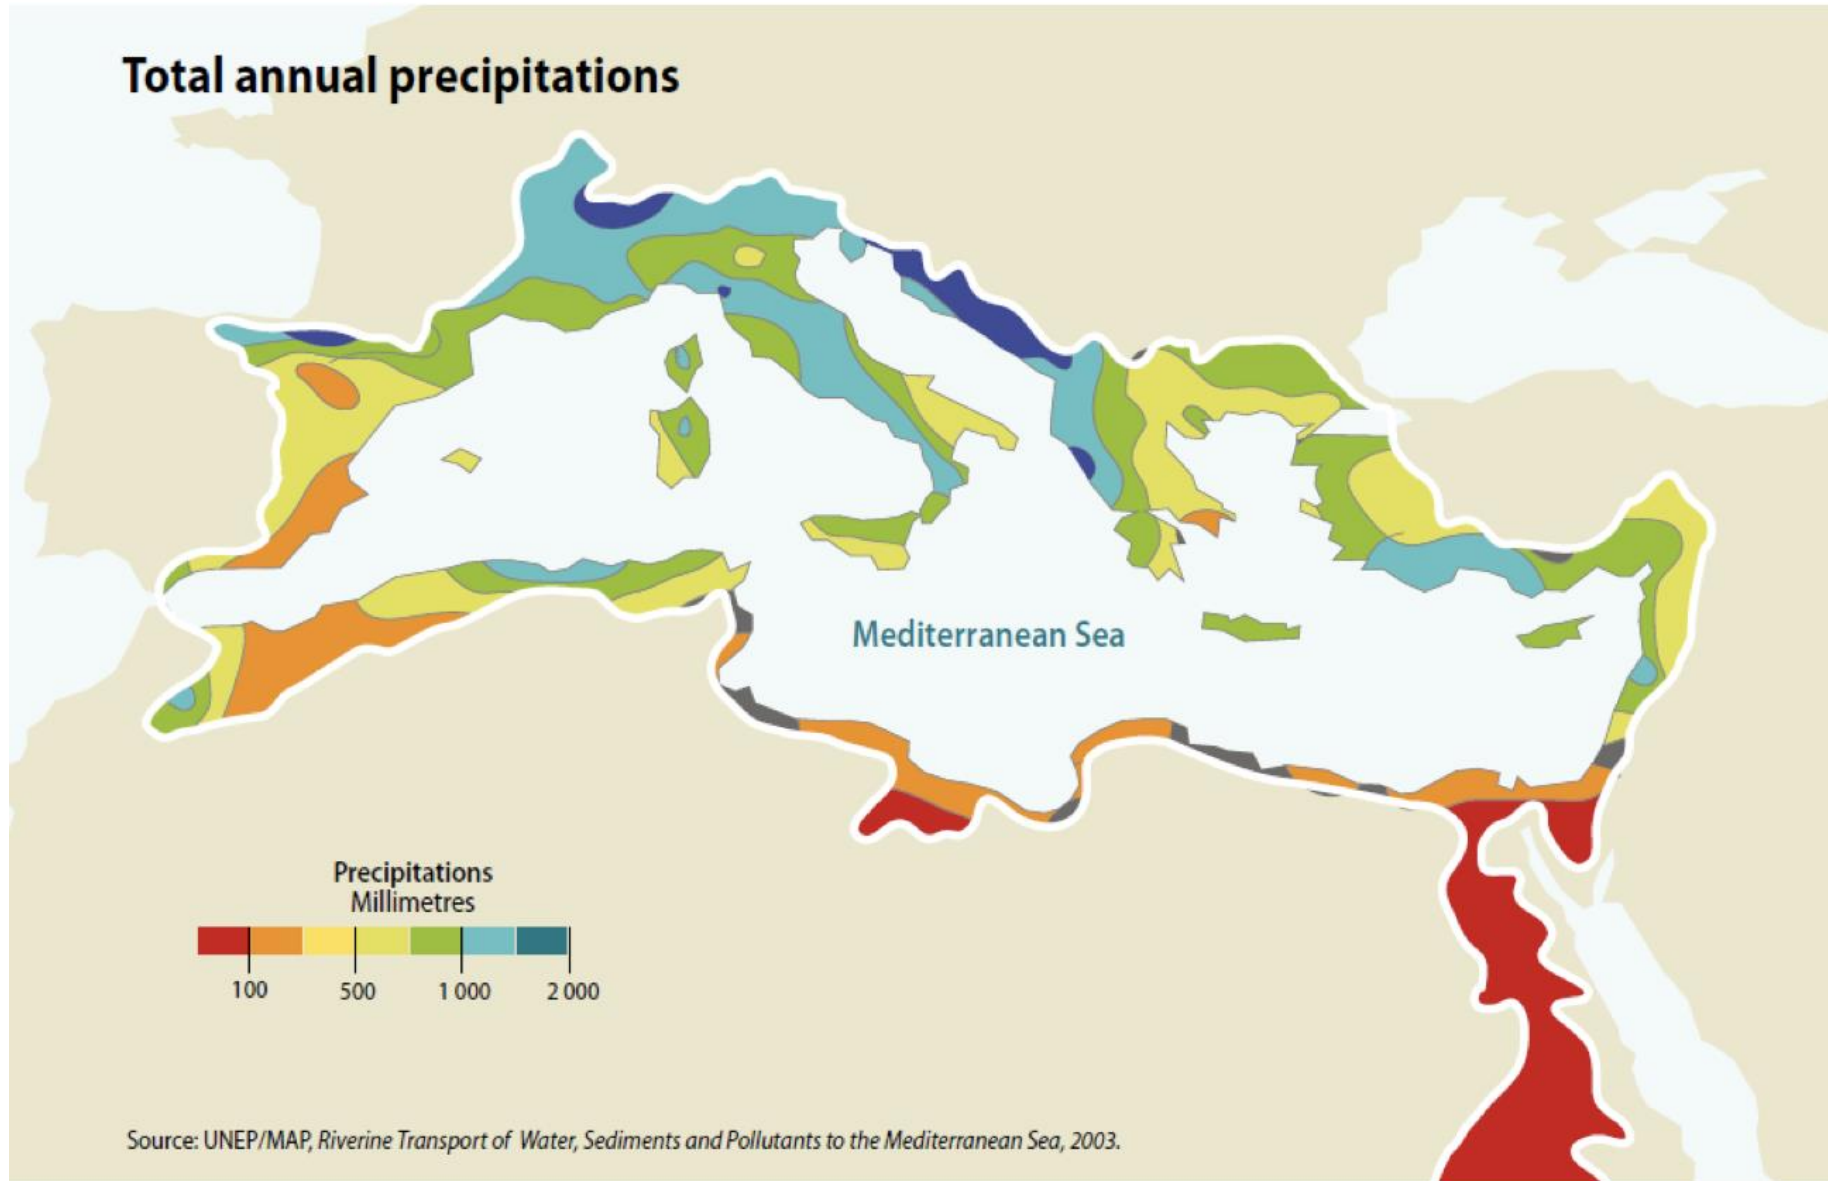 Total annual precipitations
Mediterranean Sea
Precipitations
Millimetres
100 500 1 000 2 000
Source: UNEP/MAP, Riverine Transport of Water, Sediments and Pollutants to the Mediterranean Sea, 2003.